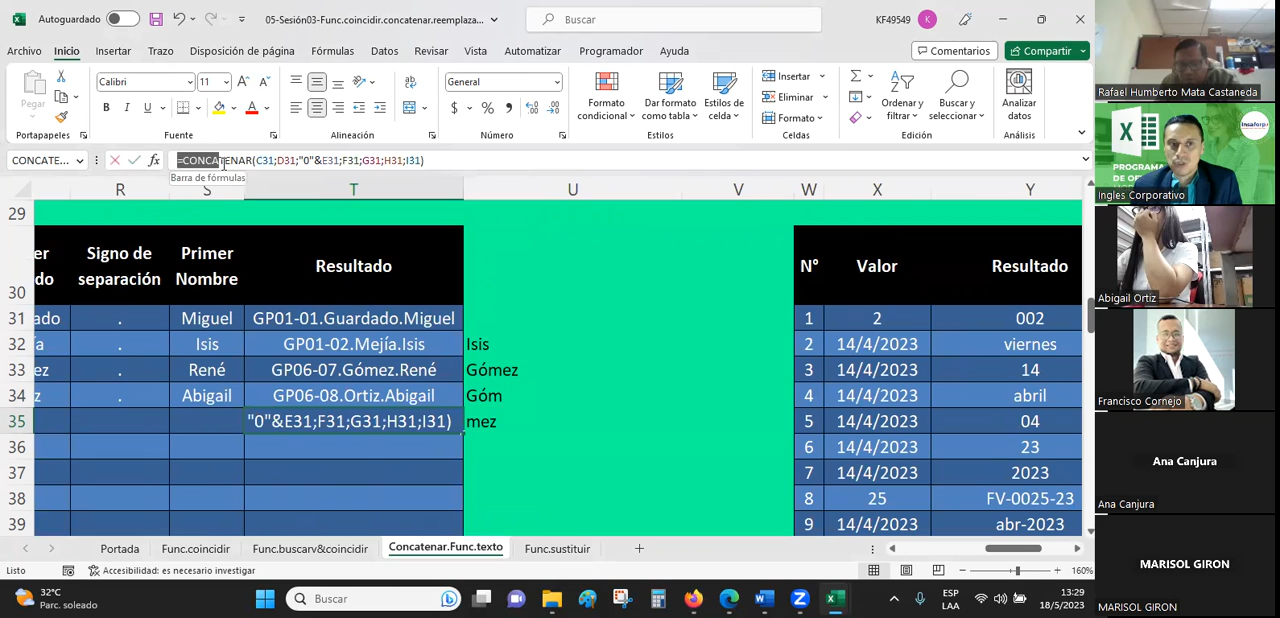 Autoguardado
05-Sesión03-Func.coincidir.concatenar.reemplaza...
Buscar
KF49549
K
Archivo Inicio Insertar Trazo Disposición de página Fórmulas Datos Revisar Vista Automatizar Programador Ayuda
Comentarios
Compartir
Pegar
Portapapeles
Calibri
11
N K S
Fuente
Alineación
General
Número
Formato condicional
Dar formato como tabla
Estilos de celda
Estilos
Insertar
Eliminar
Formato
Celdas
Ordenar y filtrar
Buscar y seleccionar
Edición
Analizar datos
Análisis
CONCATE...
=CONCATENAR(C31;D31;"0"&E31;F31;G31;H31;I31)
Barra de fórmulas
R S T U V W X Y
29
30 er do Signo de separación Primer Nombre Resultado N° Valor Resultado
31 ado . Miguel GP01-01.Guardado.Miguel 1 2 002
32 ía . Isis GP01-02.Mejía.Isis Isis 2 14/4/2023 viernes
33 ez . René GP06-07.Gómez.René Gómez 3 14/4/2023 14
34 z . Abigail GP06-08.Ortiz.Abigail Góm 4 14/4/2023 abril
35 "0"&E31;F31;G31;H31;I31) mez 5 14/4/2023 04
36 6 14/4/2023 23
37 7 14/4/2023 2023
38 8 25 FV-0025-23
39 9 14/4/2023 abr-2023
Portada Func.coincidir Func.buscarv&coincidir Concatenar.Func.texto Func.sustituir
Listo
Accesibilidad: es necesario investigar
160%
32°C
Parc. soleado
Buscar
ESP
LAA
13:29
18/5/2023
Rafael Humberto Mata Castaneda
Insaforp
PROGRAMA
DE OF
Ingles Corporativo
Abigail Ortiz
Francisco Cornejo
Ana Canjura
Ana Canjura
MARISOL GIRON
MARISOL GIRON